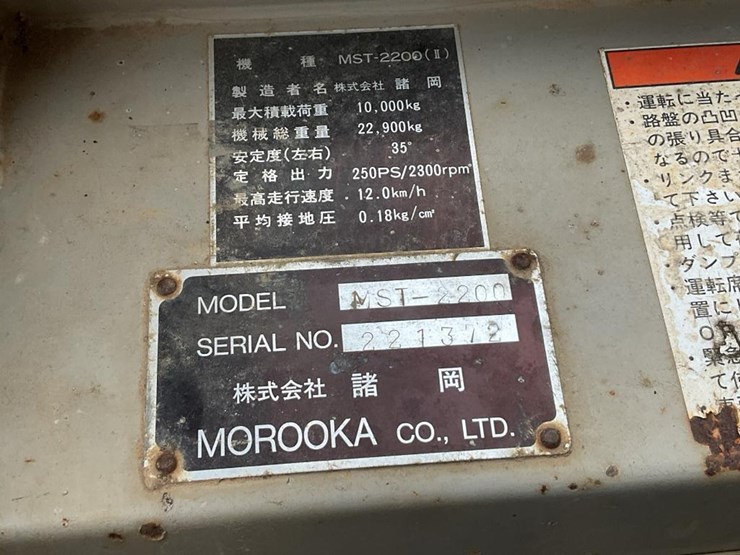 機 種 MST-2200(Ⅱ)
製造者名 株式会社 諸岡
最大積載荷重 10,000kg
機械総重量 22,900kg
安定度(左右) 35°
定格出力 250PS/2300rpm
最高走行速度 12.0km/h
平均接地圧 0.18kg/c㎡
MODEL MST-2200
SERIAL NO. 221372
株式会社 諸 岡
MOROOKA CO., LTD.
・運転に当た
路盤の凸凹
の張り具合
なるので
・リンクま
て下さい
・点検等で
用して
・ダンプ
・運転席
置に
・緊急
て